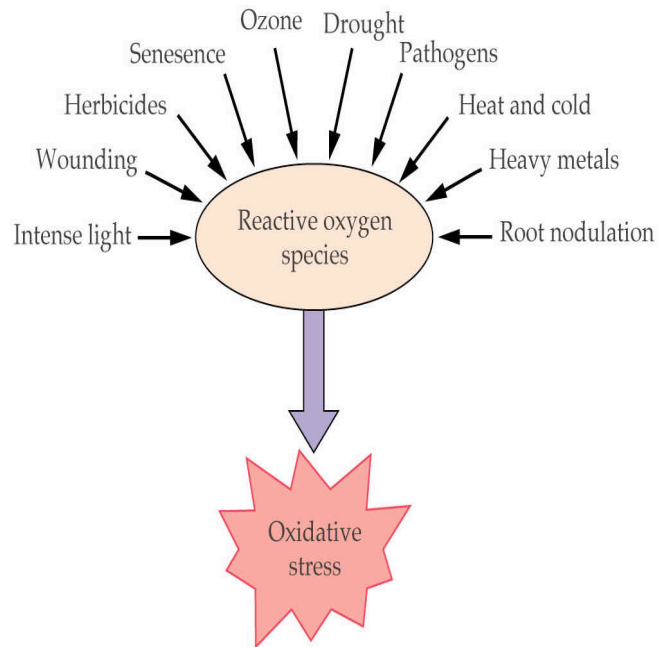 Ozone
Drought
Senesence
Pathogens
Herbicides
Heat and cold
Wounding
Heavy metals
Intense light
Reactive oxygen
species
Root nodulation
Oxidative
stress